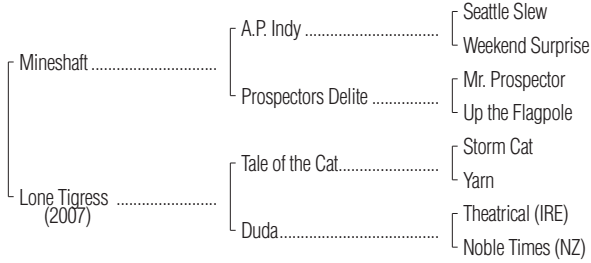 Seattle Slew
A.P. Indy ................................
Weekend Surprise
Mineshaft ..............................
Mr. Prospector
Prospectors Delite ................
Up the Flagpole
Storm Cat
Tale of the Cat........................
Yarn
Lone Tigress ........................
(2007)
Theatrical (IRE)
Duda......................................
Noble Times (NZ)